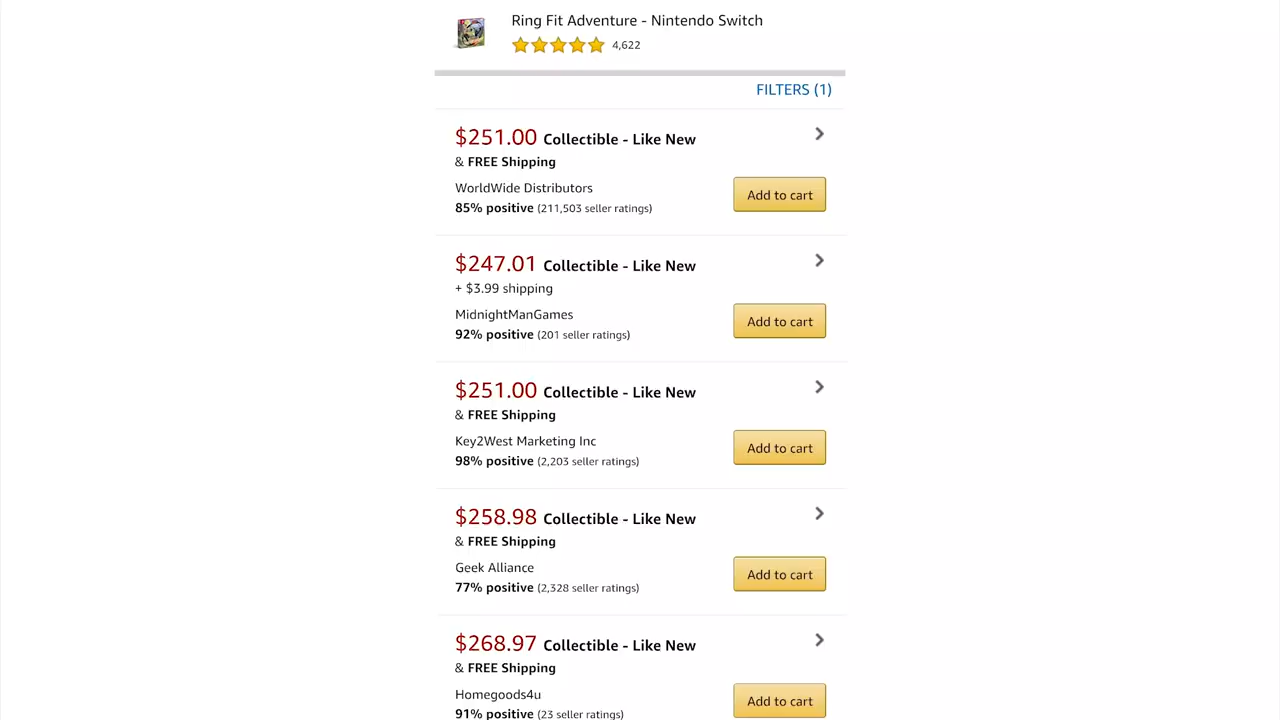 Ring Fit Adventure - Nintendo Switch
4,622
FILTERS (1)
$251.00 Collectible - Like New
& FREE Shipping
WorldWide Distributors
Add to cart
85% positive (211,503 seller ratings)
$247.01 Collectible - Like New
+ $3.99 shipping
MidnightManGames
Add to cart
92% positive (201 seller ratings)
$251.00 Collectible - Like New
& FREE Shipping
Key2West Marketing Inc
Add to cart
98% positive (2,203 seller ratings)
$258.98 Collectible - Like New
& FREE Shipping
Geek Alliance
Add to cart
77% positive (2,328 seller ratings)
$268.97 Collectible - Like New
& FREE Shipping
Homegoods4u
Add to cart
91% positive (23 seller ratings)